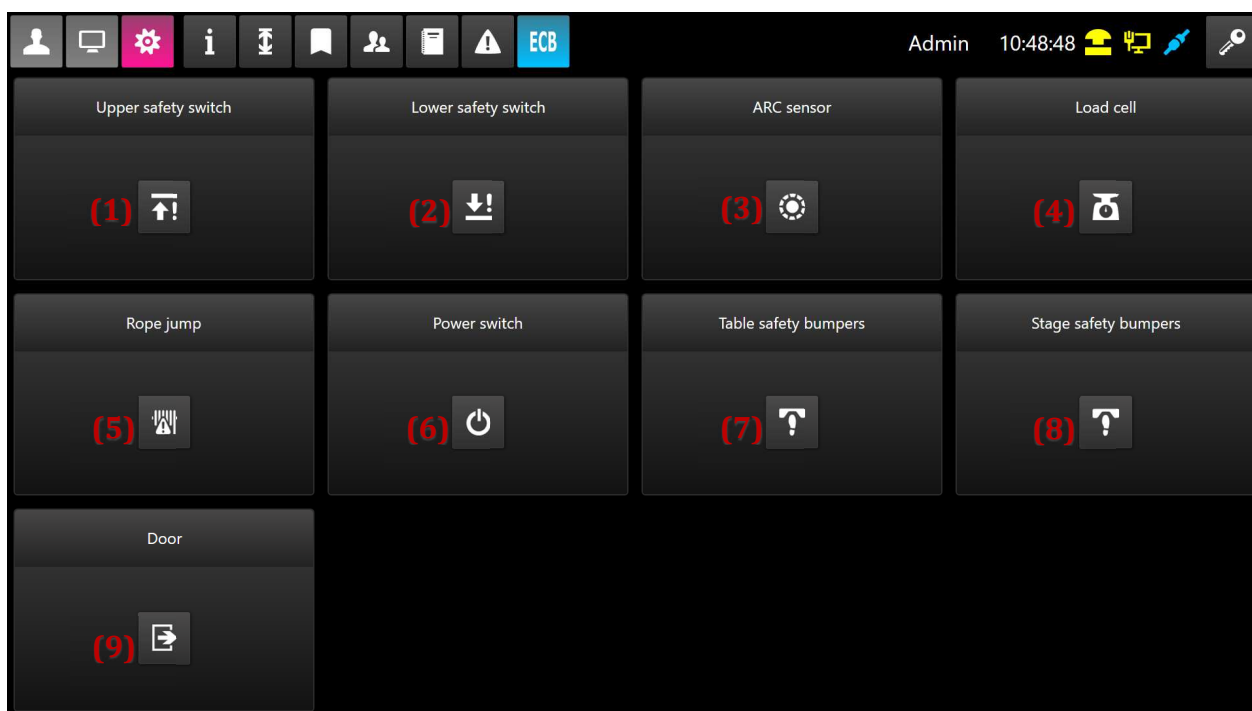 i ECB Admin 10:48:48
Upper safety switch Lower safety switch ARC sensor Load cell
(1) (2) (3) (4)
Rope jump Power switch Table safety bumpers Stage safety bumpers
(5) (6) (7) (8)
Door
(9)